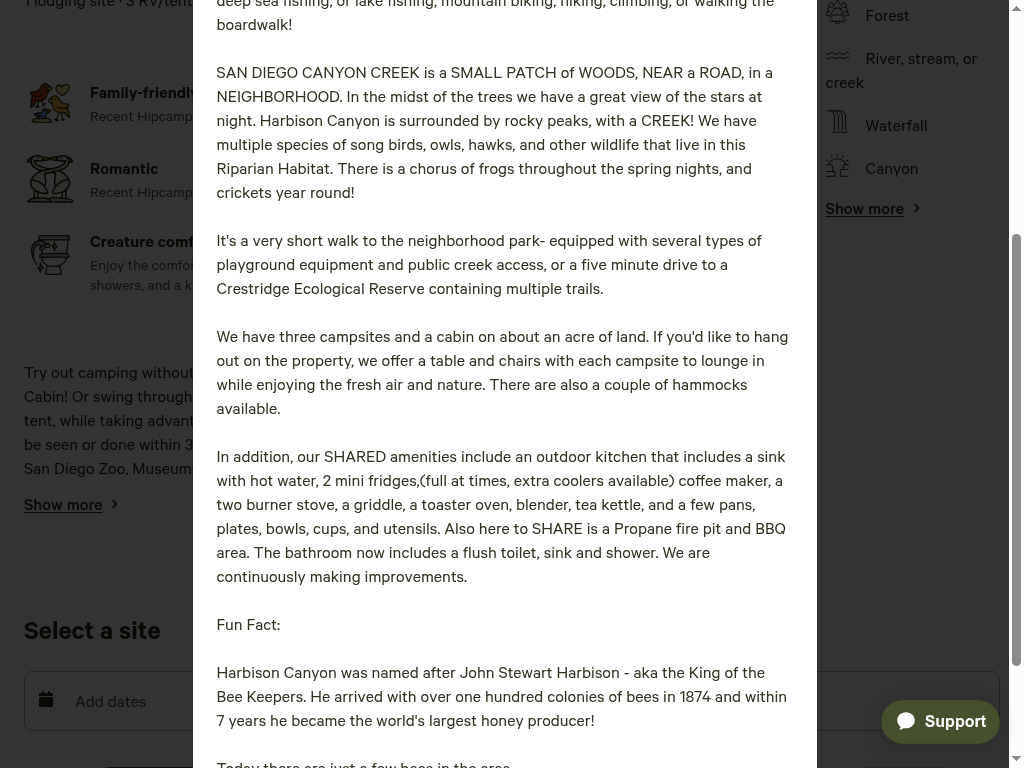 1 lodging site · 3 RV/tent
Family-friendly
Recent Hipcamp
Romantic
Recent Hipcamp
Creature comf
Enjoy the comfor
showers, and a k
Try out camping without
Cabin! Or swing through
tent, while taking advant
be seen or done within 3
San Diego Zoo, Museums
Show more
Select a site
Add dates
deep sea fishing, or lake fishing, mountain biking, hiking, climbing, or walking the
boardwalk!
SAN DIEGO CANYON CREEK is a SMALL PATCH of WOODS, NEAR a ROAD, in a
NEIGHBORHOOD. In the midst of the trees we have a great view of the stars at
night. Harbison Canyon is surrounded by rocky peaks, with a CREEK! We have
multiple species of song birds, owls, hawks, and other wildlife that live in this
Riparian Habitat. There is a chorus of frogs throughout the spring nights, and
crickets year round!
It's a very short walk to the neighborhood park- equipped with several types of
playground equipment and public creek access, or a five minute drive to a
Crestridge Ecological Reserve containing multiple trails.
We have three campsites and a cabin on about an acre of land. If you'd like to hang
out on the property, we offer a table and chairs with each campsite to lounge in
while enjoying the fresh air and nature. There are also a couple of hammocks
available.
In addition, our SHARED amenities include an outdoor kitchen that includes a sink
with hot water, 2 mini fridges,(full at times, extra coolers available) coffee maker, a
two burner stove, a griddle, a toaster oven, blender, tea kettle, and a few pans,
plates, bowls, cups, and utensils. Also here to SHARE is a Propane fire pit and BBQ
area. The bathroom now includes a flush toilet, sink and shower. We are
continuously making improvements.
Fun Fact:
Harbison Canyon was named after John Stewart Harbison - aka the King of the
Bee Keepers. He arrived with over one hundred colonies of bees in 1874 and within
7 years he became the world's largest honey producer!
Today there are just a few bees in the area
Forest
River, stream, or
creek
Waterfall
Canyon
Show more
Support